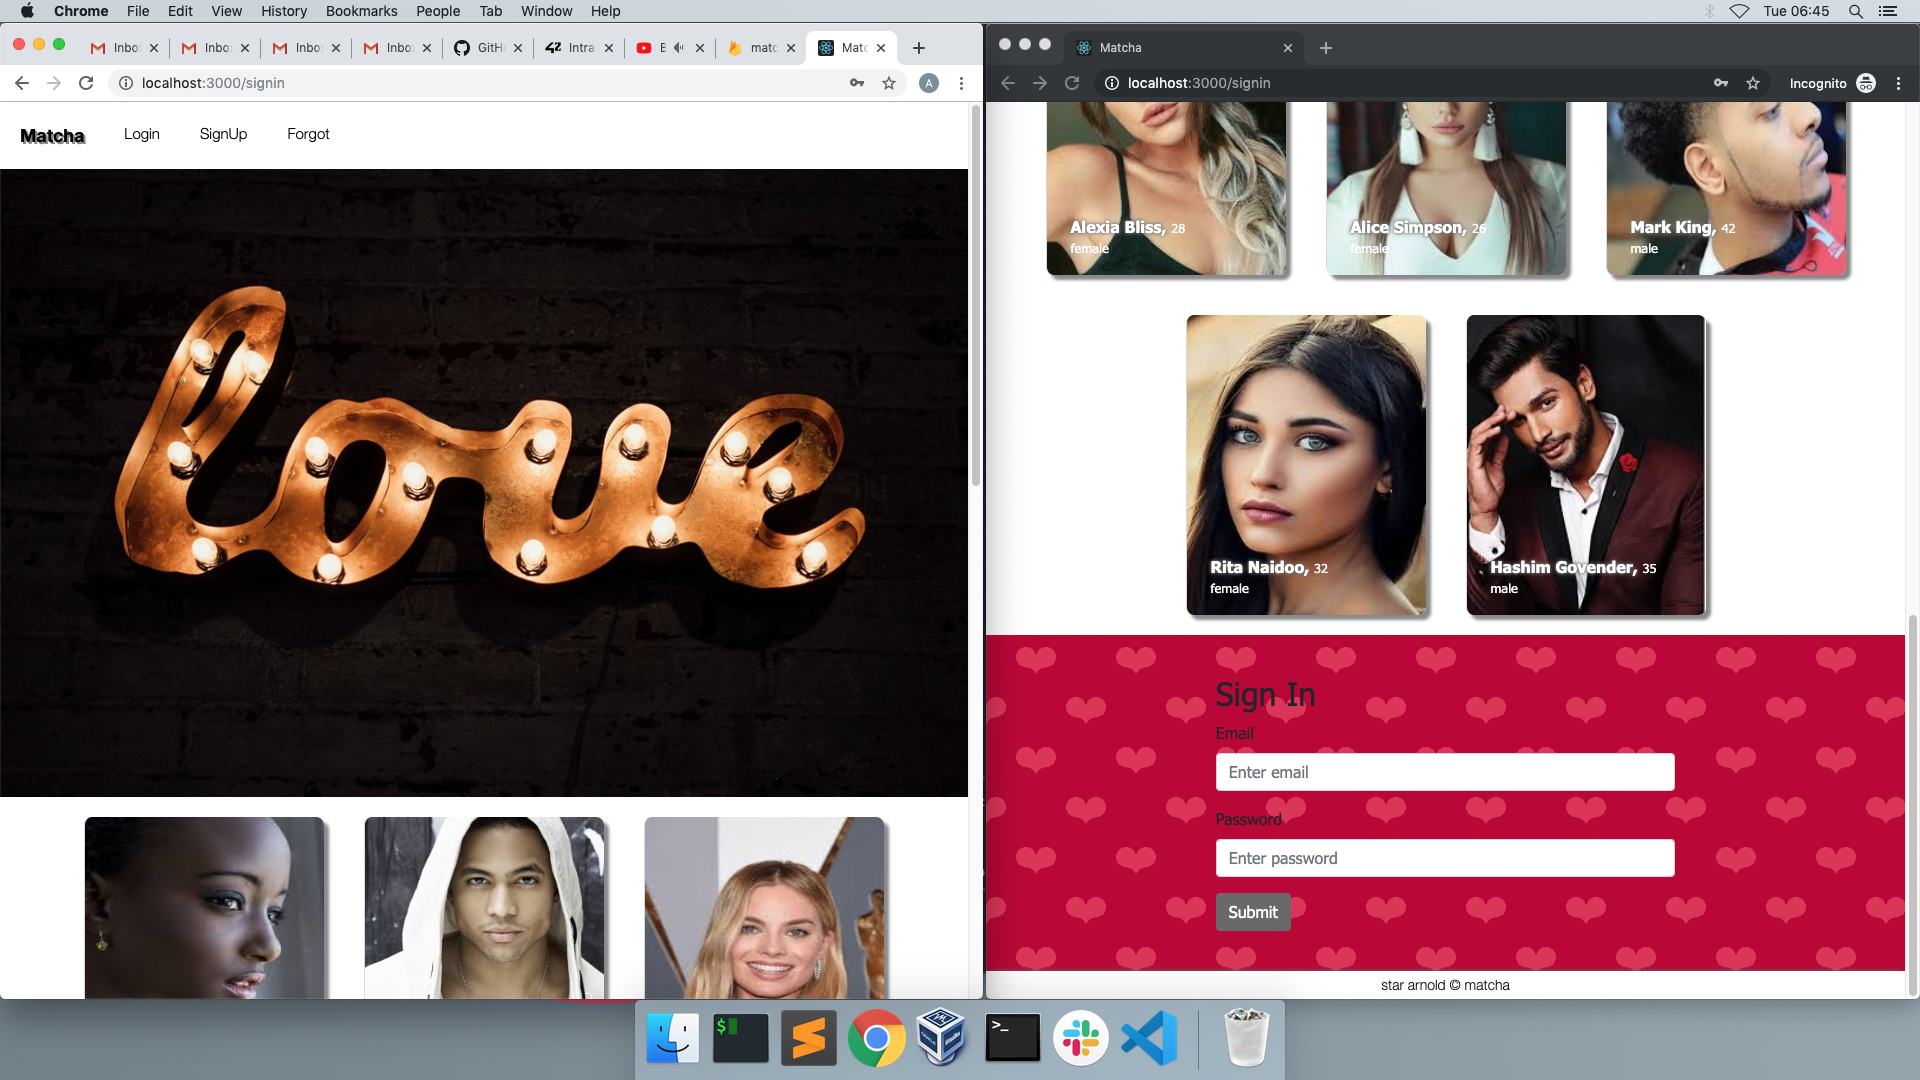 Chrome File Edit View History Bookmarks People Tab Window Help
Tue 06:45
Inbo
Inbo
Inbo
Inbo
GitH
42
Intra
matc
Matc
localhost:3000/signin
A
Matcha
Login
SignUp
Forgot
love
Matcha
localhost:3000/signin
Incognito
Alexia Bliss, 28
female
Alice Simpson, 26
female
Mark King, 42
male
Rita Naidoo, 32
female
Hashim Govender, 35
male
Sign In
Email
Enter email
Password
Enter password
Submit
star arnold © matcha
$
>_